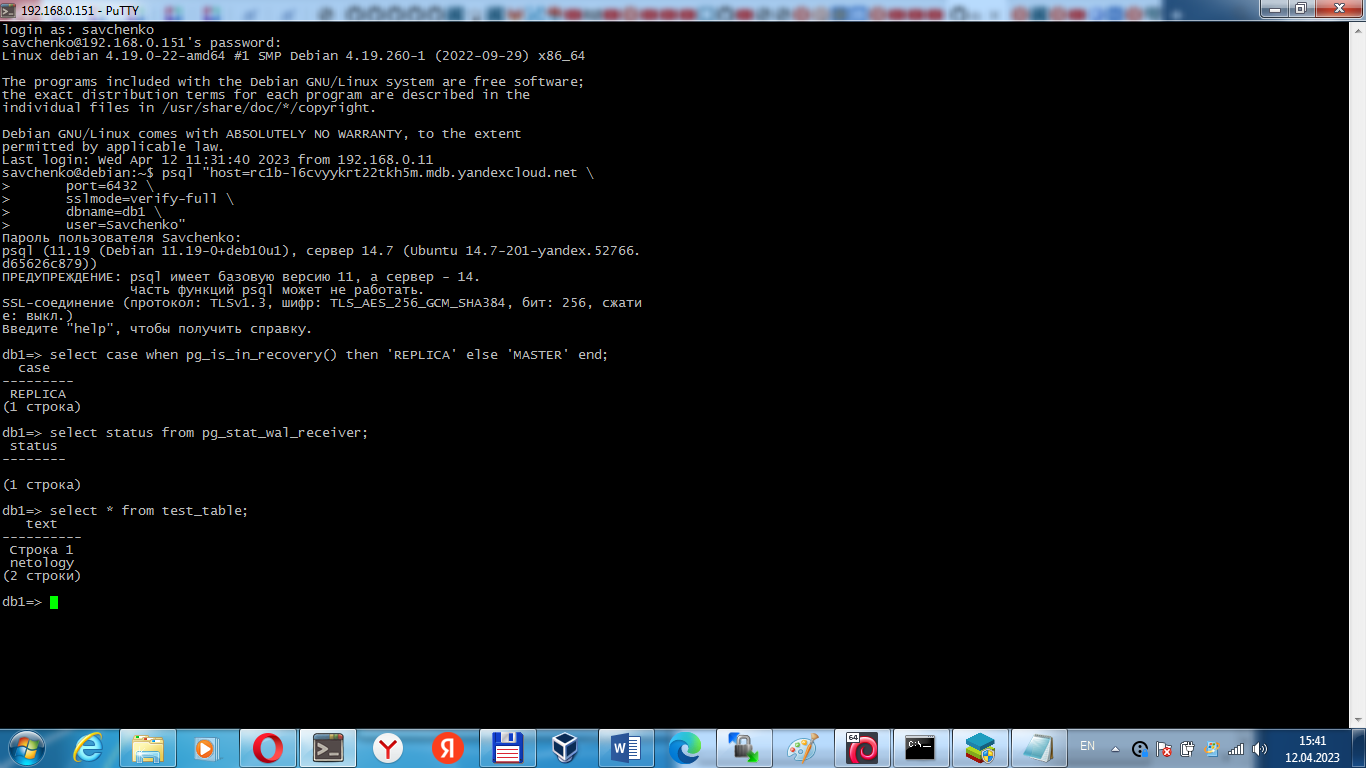 192.168.0.151 - PuTTY
login as: savchenko
savchenko@192.168.0.151's password:
Linux debian 4.19.0-22-amd64 #1 SMP Debian 4.19.260-1 (2022-09-29) x86_64
The programs included with the Debian GNU/Linux system are free software;
the exact distribution terms for each program are described in the
individual files in /usr/share/doc/*/copyright.
Debian GNU/Linux comes with ABSOLUTELY NO WARRANTY, to the extent
permitted by applicable law.
Last login: Wed Apr 12 11:31:40 2023 from 192.168.0.11
savchenko@debian:~$ psql "host=rc1b-l6cvyykrt22tkh5m.mdb.yandexcloud.net \
>       port=6432 \
>       sslmode=verify-full \
>       dbname=db1 \
>       user=Savchenko"
Пароль пользователя Savchenko:
psql (11.19 (Debian 11.19-0+deb10u1), сервер 14.7 (Ubuntu 14.7-201-yandex.52766.
d65626c879))
ПРЕДУПРЕЖДЕНИЕ: psql имеет базовую версию 11, а сервер - 14.
                Часть функций psql может не работать.
SSL-соединение (протокол: TLSv1.3, шифр: TLS_AES_256_GCM_SHA384, бит: 256, сжати
е: выкл.)
Введите "help", чтобы получить справку.
db1=> select case when pg_is_in_recovery() then 'REPLICA' else 'MASTER' end;
  case
---------
 REPLICA
(1 строка)
db1=> select status from pg_stat_wal_receiver;
 status
--------
(1 строка)
db1=> select * from test_table;
   text
----------
 Строка 1
 netology
(2 строки)
db1=>
EN
15:41
12.04.2023